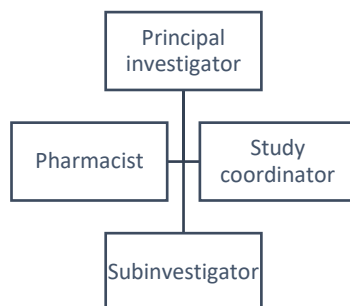 Principal
investigator
Pharmacist
Study
coordinator
Subinvestigator